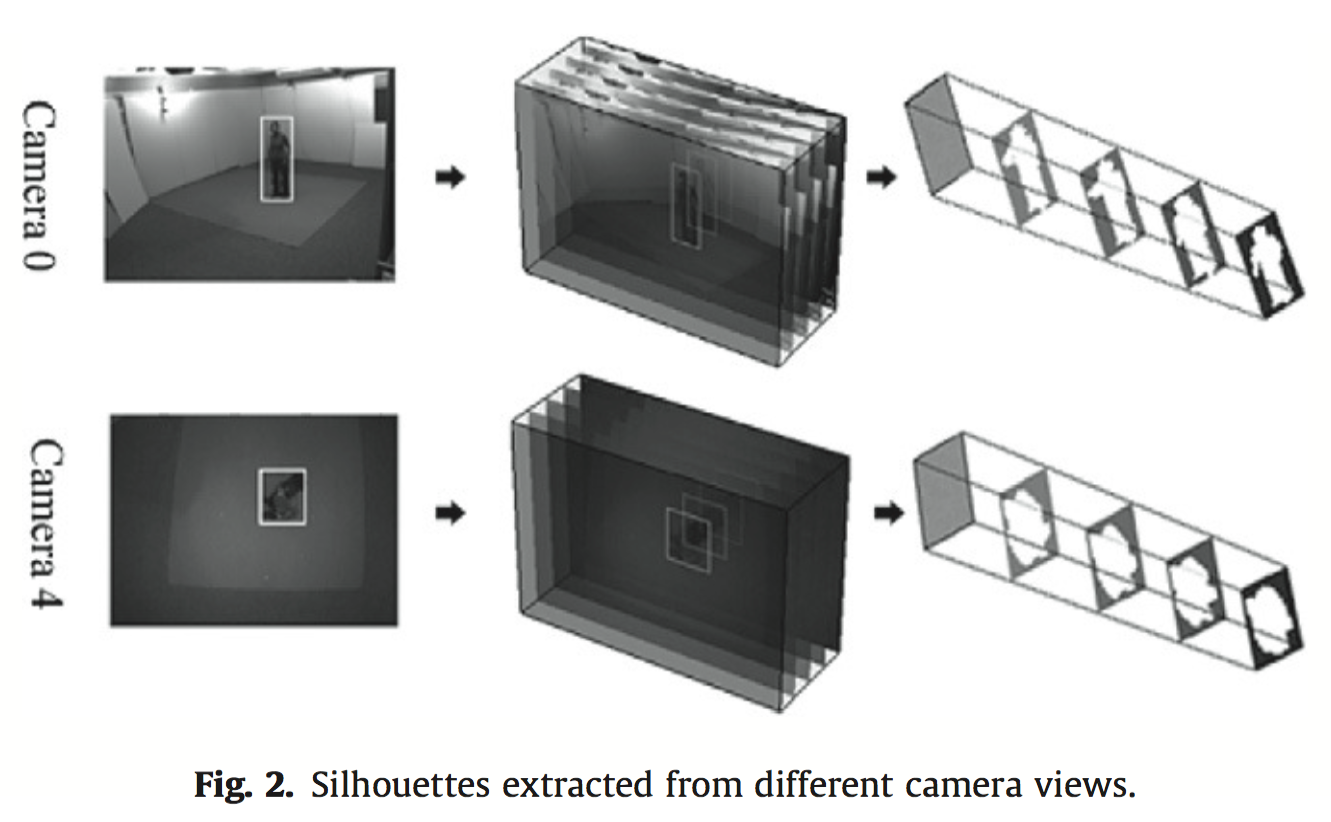 Camera 0
Camera 4
Fig. 2. Silhouettes extracted from different camera views.